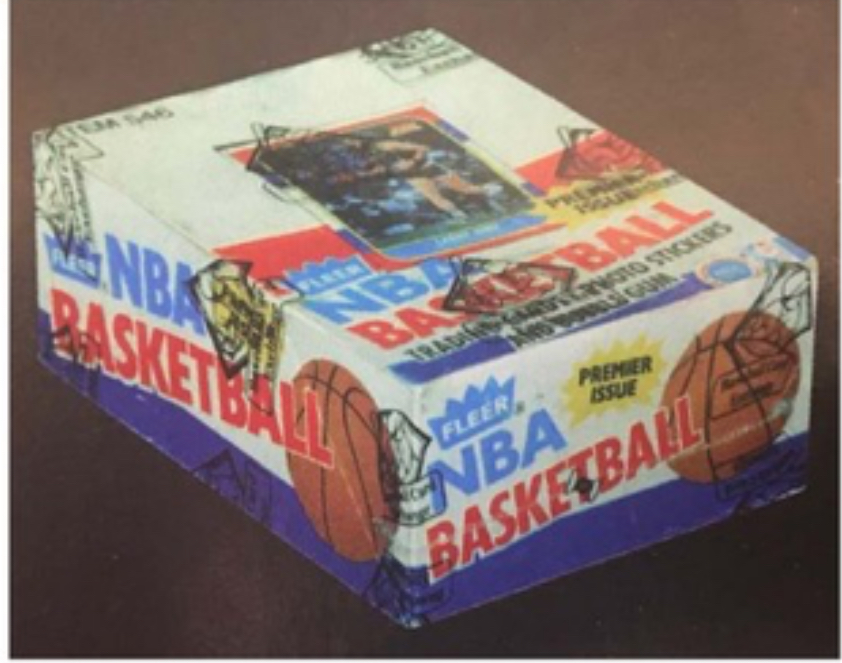 EM 546
PREMIER
ISSUE
FLEER
NBA
BASKETBALL
TRADING CARDS PHOTO STICKERS
AND BUBBLE GUM
FLEER
NBA
BASKETBALL
FLEER
NBA
BASKETBALL
PREMIER
ISSUE